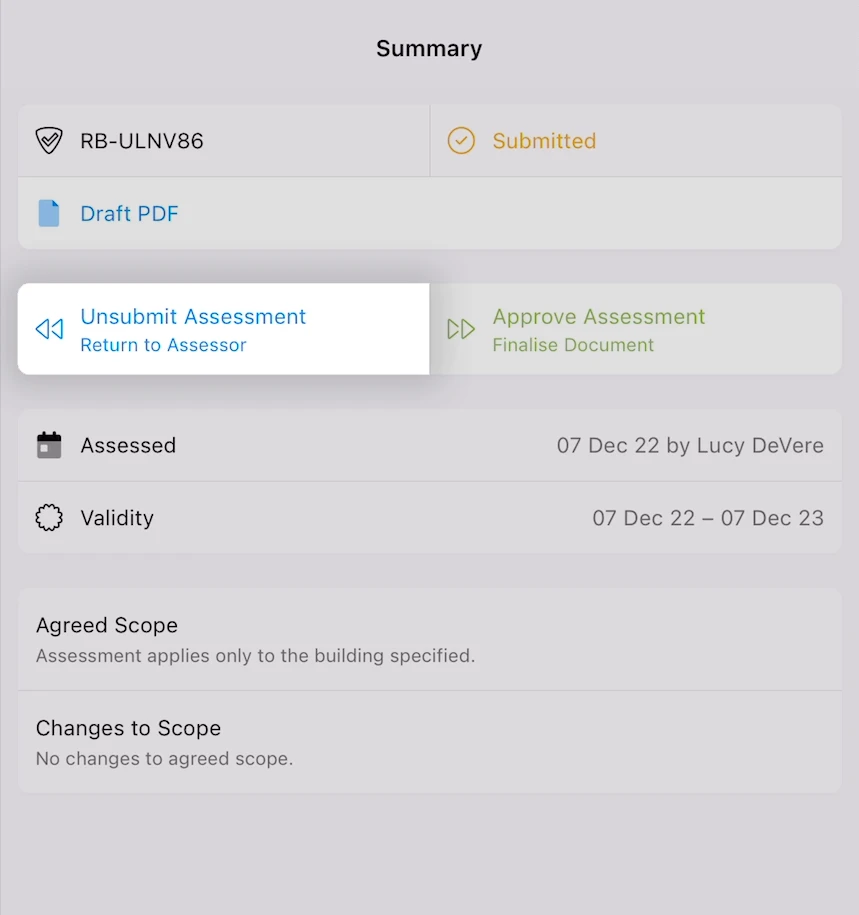 Summary
RB-ULNV86
Submitted
Draft PDF
Unsubmit Assessment
Return to Assessor
Approve Assessment
Finalise Document
Assessed
07 Dec 22 by Lucy DeVere
Validity
07 Dec 22 – 07 Dec 23
Agreed Scope
Assessment applies only to the building specified.
Changes to Scope
No changes to agreed scope.